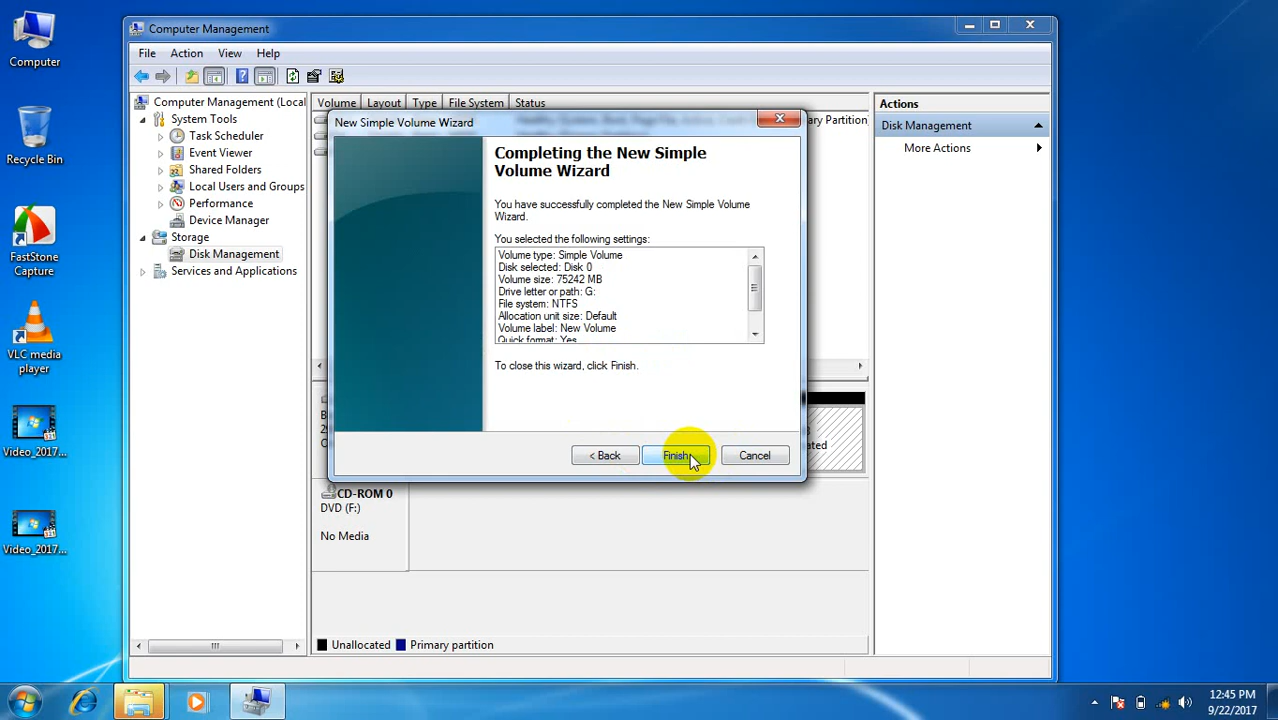 Computer
Recycle Bin
FastStone
Capture
VLC media
player
Video_2017...
Video_2017...
Computer Management
File Action View Help
Computer Management (Local
System Tools
Task Scheduler
Event Viewer
Shared Folders
Local Users and Groups
Performance
Device Manager
Storage
Disk Management
Services and Applications
Volume Layout Type File System Status
ary Partition)
New Simple Volume Wizard
Completing the New Simple
Volume Wizard
You have successfully completed the New Simple Volume
Wizard.
You selected the following settings:
Volume type: Simple Volume
Disk selected: Disk 0
Volume size: 75242 MB
Drive letter or path: G:
File system: NTFS
Allocation unit size: Default
Volume label: New Volume
Quick format: Yes
To close this wizard, click Finish.
< Back Finish Cancel
ated
CD-ROM 0
DVD (F:)
No Media
Unallocated Primary partition
Actions
Disk Management
More Actions
12:45 PM
9/22/2017